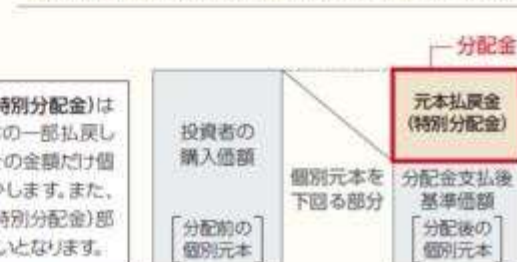 分配金
特別分配金)は
の一部払戻し
の金額だけ個
します。また、
特別分配金)部
いとなります。
投資者の
購入価額
分配前の
個別元本
個別元本を
下回る部分
元本払戻金
(特別分配金)
分配金支払後
基準価額
分配後の
個別元本